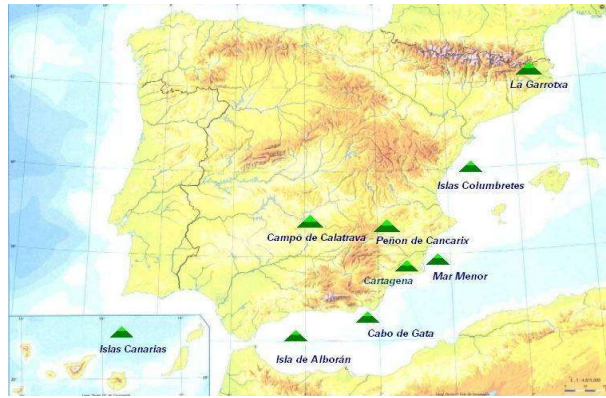 La Garrotxa
Islas Columbretes
Campo de Calatrava
Peñon de Cancarix
Mar Menor
Cartagena
Cabo de Gata
Islas Canarias
Isla de Alborán